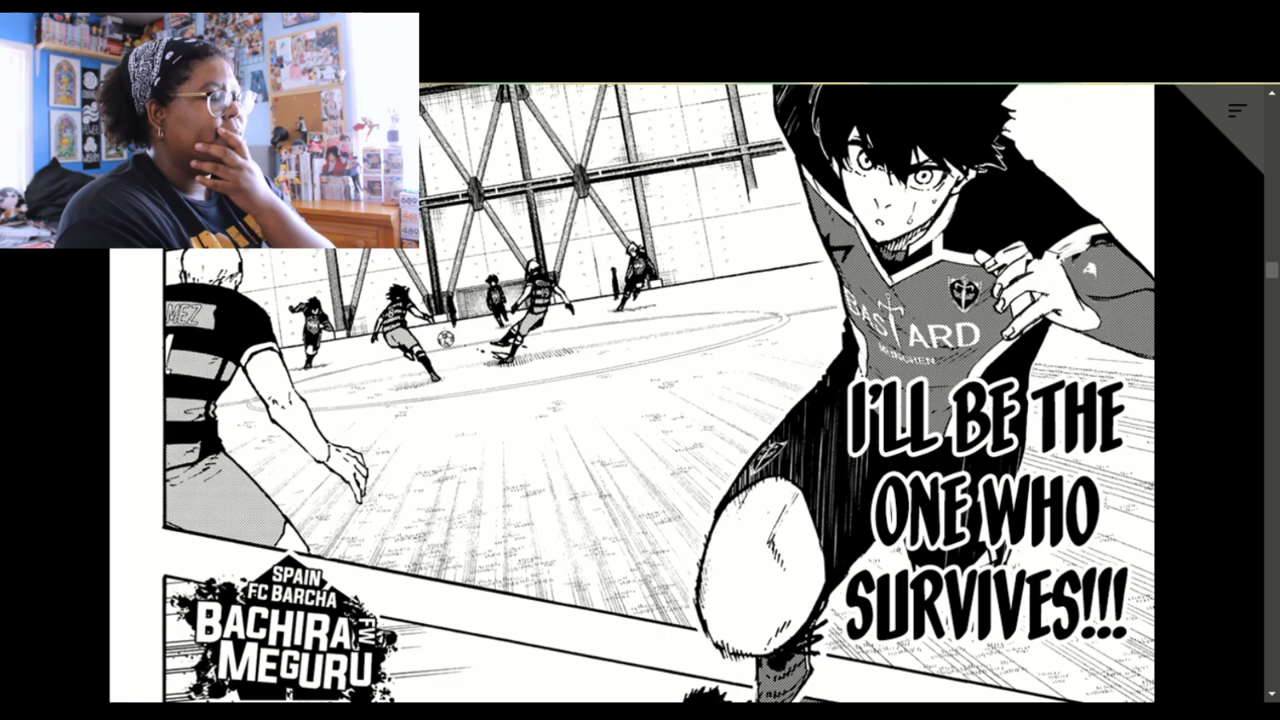 MEZ
BASTARD
MÜNCHEN
I'LL BE THE
ONE WHO
SURVIVES!!!
SPAIN
FC BARCHA
BACHIRA
FW
MEGURU